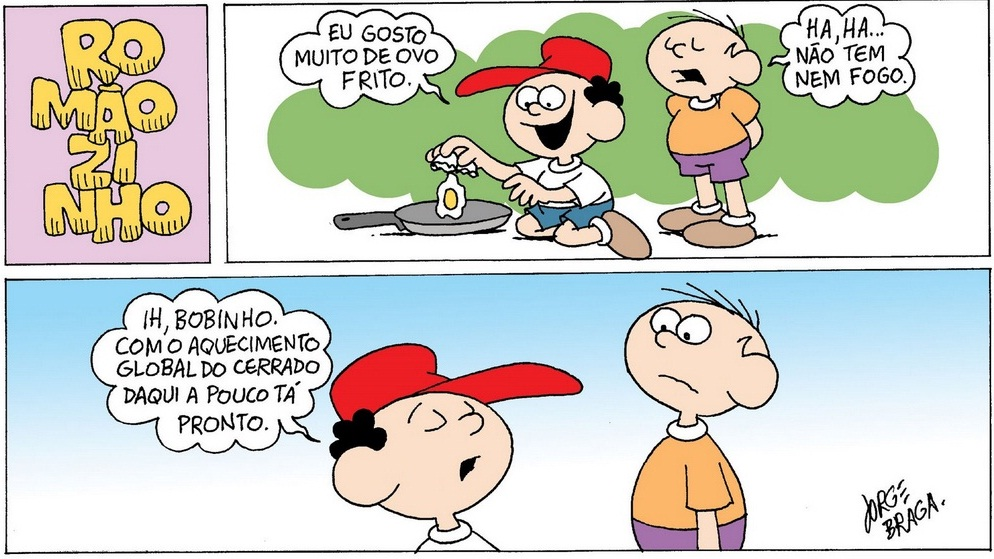 RO
MÃO
ZI
NHO
EU GOSTO
MUITO DE OVO
FRITO.
HA, HA...
NÃO TEM
NEM FOGO.
IH, BOBINHO.
COM O AQUECIMENTO
GLOBAL DO CERRADO
DAQUI A POUCO TÁ
PRONTO.
JORGE
BRAGA.